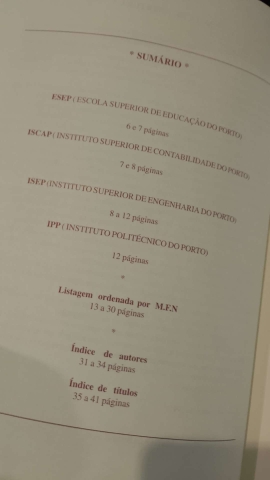 * SUMÁRIO *
ESEP ( ESCOLA SUPERIOR DE EDUCAÇÃO DO PORTO)
6 e 7 páginas
ISCAP ( INSTITUTO SUPERIOR DE CONTABILIDADE DO PORTO)
7 e 8 páginas
ISEP (INSTITUTO SUPERIOR DE ENGENHARIA DO PORTO)
8 a 12 páginas
IPP ( INSTITUTO POLITÉCNICO DO PORTO)
12 páginas
*
Listagem ordenada por M.F.N
13 a 30 páginas
*
Índice de autores
31 a 34 páginas
Índice de títulos
35 a 41 páginas